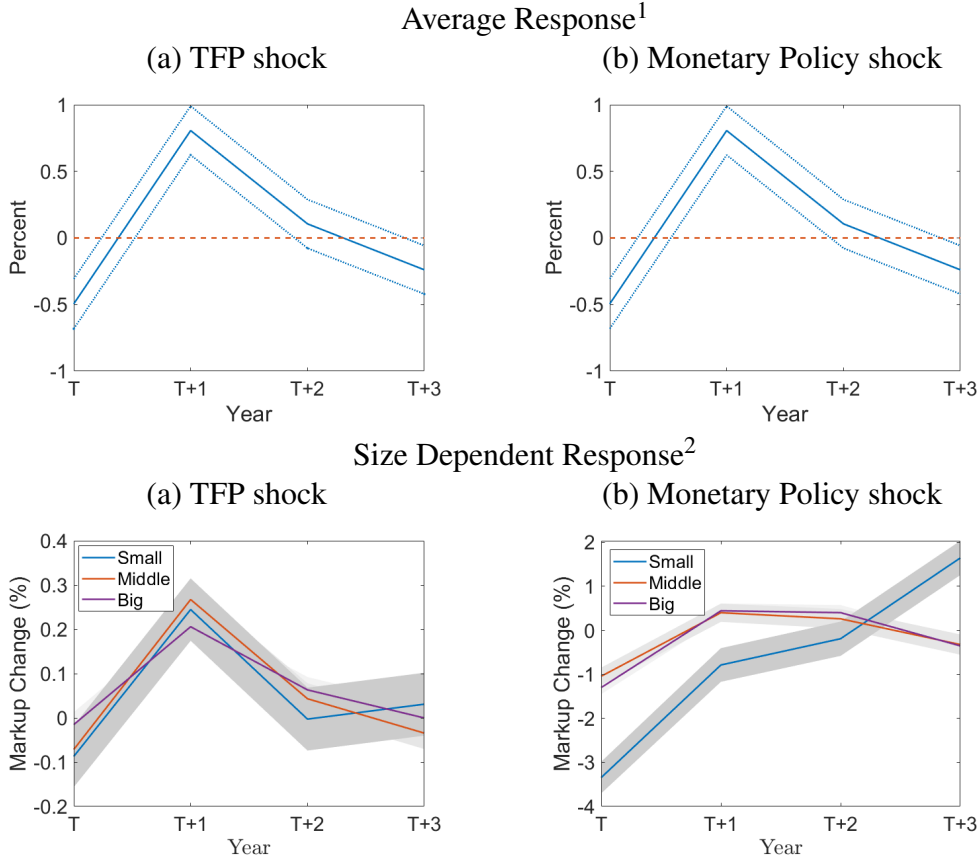 Average Response¹
(a) TFP shock
(b) Monetary Policy shock
1
0.5
0
-0.5
-1
Percent
T
T+1
T+2
T+3
Year
1
0.5
0
-0.5
-1
Percent
T
T+1
T+2
T+3
Year
Size Dependent Response²
(a) TFP shock
(b) Monetary Policy shock
0.4
0.3
0.2
0.1
0
-0.1
-0.2
Markup Change (%)
Small
Middle
Big
T
T+1
T+2
T+3
Year
2
1
0
-1
-2
-3
-4
Markup Change (%)
Small
Middle
Big
T
T+1
T+2
T+3
Year